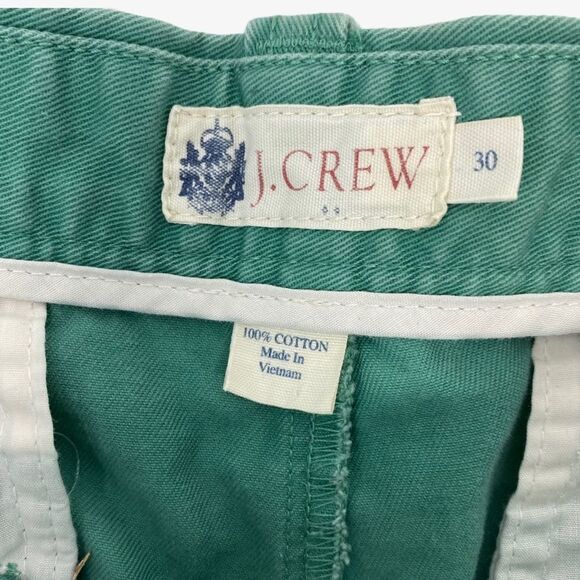 J.CREW
30
100% COTTON
Made In
Vietnam